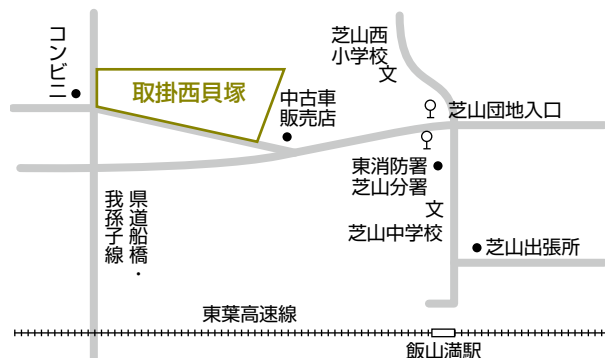 コンビニ
取掛西貝塚
中古車
販売店
芝山西
小学校
文
芝山団地入口
東消防署
芝山分署
文
芝山中学校
芝山出張所
県道船橋・
我孫子線
東葉高速線
飯山満駅